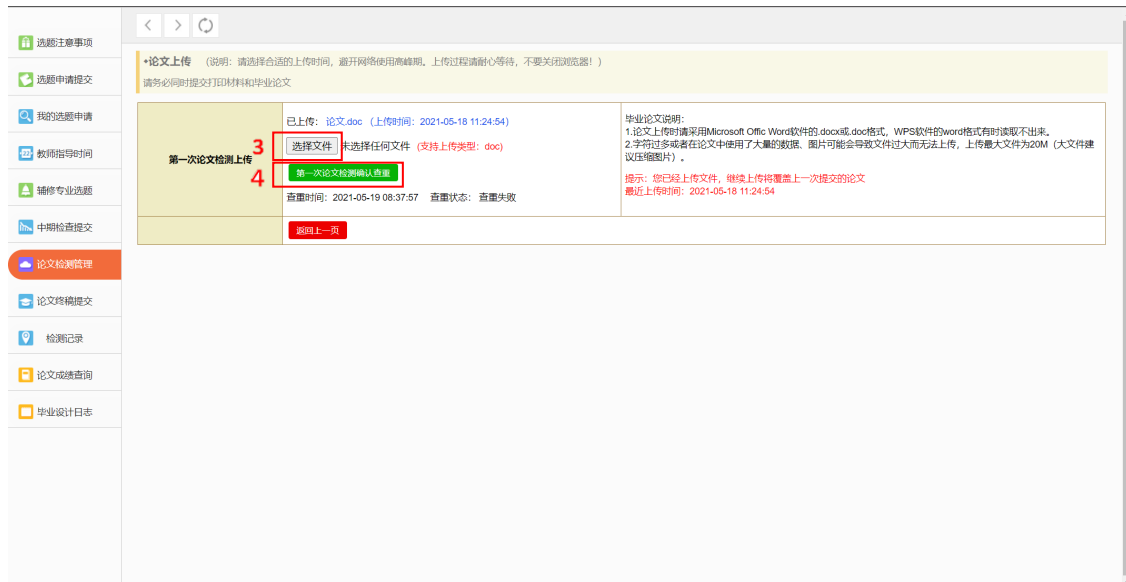 选题注意事项
选题申请提交
我的选题申请
教师指导时间
辅修专业选题
中期检查提交
论文检测管理
论文终稿提交
检测记录
论文成绩查询
毕业设计日志
•论文上传 （说明：请选择合适的上传时间，避开网络使用高峰期。上传过程请耐心等待，不要关闭浏览器！）
请务必同时提交打印材料和毕业论文
第一次论文检测上传
已上传： 论文.doc （上传时间：2021-05-18 11:24:54）
3
选择文件 未选择任何文件 (支持上传类型：doc)
4
第一次论文检测确认查重
查重时间：2021-05-19 08:37:57 查重状态： 查重失败
毕业论文说明：
1.论文上传时请采用Microsoft Offic Word软件的.docx或.doc格式，WPS软件的word格式有时读取不出来。
2.字符过多或者在论文中使用了大量的数据、图片可能会导致文件过大而无法上传，上传最大文件为20M（大文件建
议压缩图片）。
提示：您已经上传文件，继续上传将覆盖上一次提交的论文
最近上传时间：2021-05-18 11:24:54
返回上一页